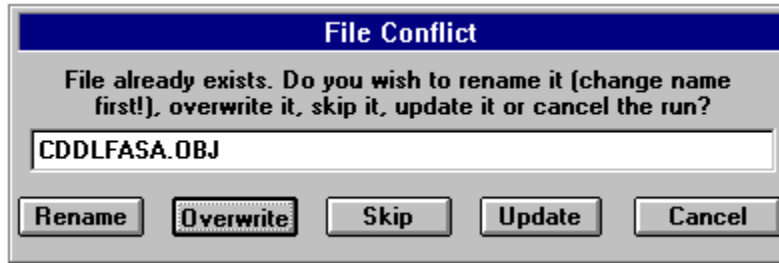 File Conflict
File already exists. Do you wish to rename it (change name
first!), overwrite it, skip it, update it or cancel the run?
CDDLFASA.OBJ
Rename Overwrite Skip Update Cancel